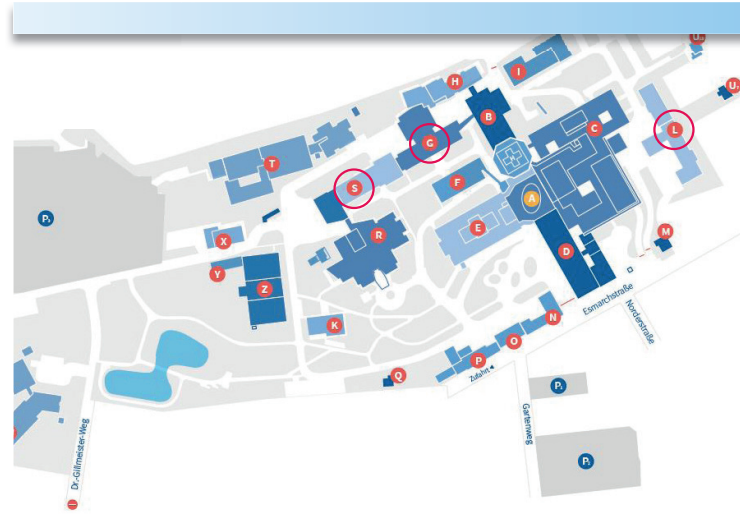 H
I
B
C
L
G
T
S
F
A
P
E
R
M
X
D
Y
Z
Esmarchstraße
Norderstraße
K
N
O
P
Zufahrt
Q
Gartenweg
P
Dr.-Gillmeister-Weg
P